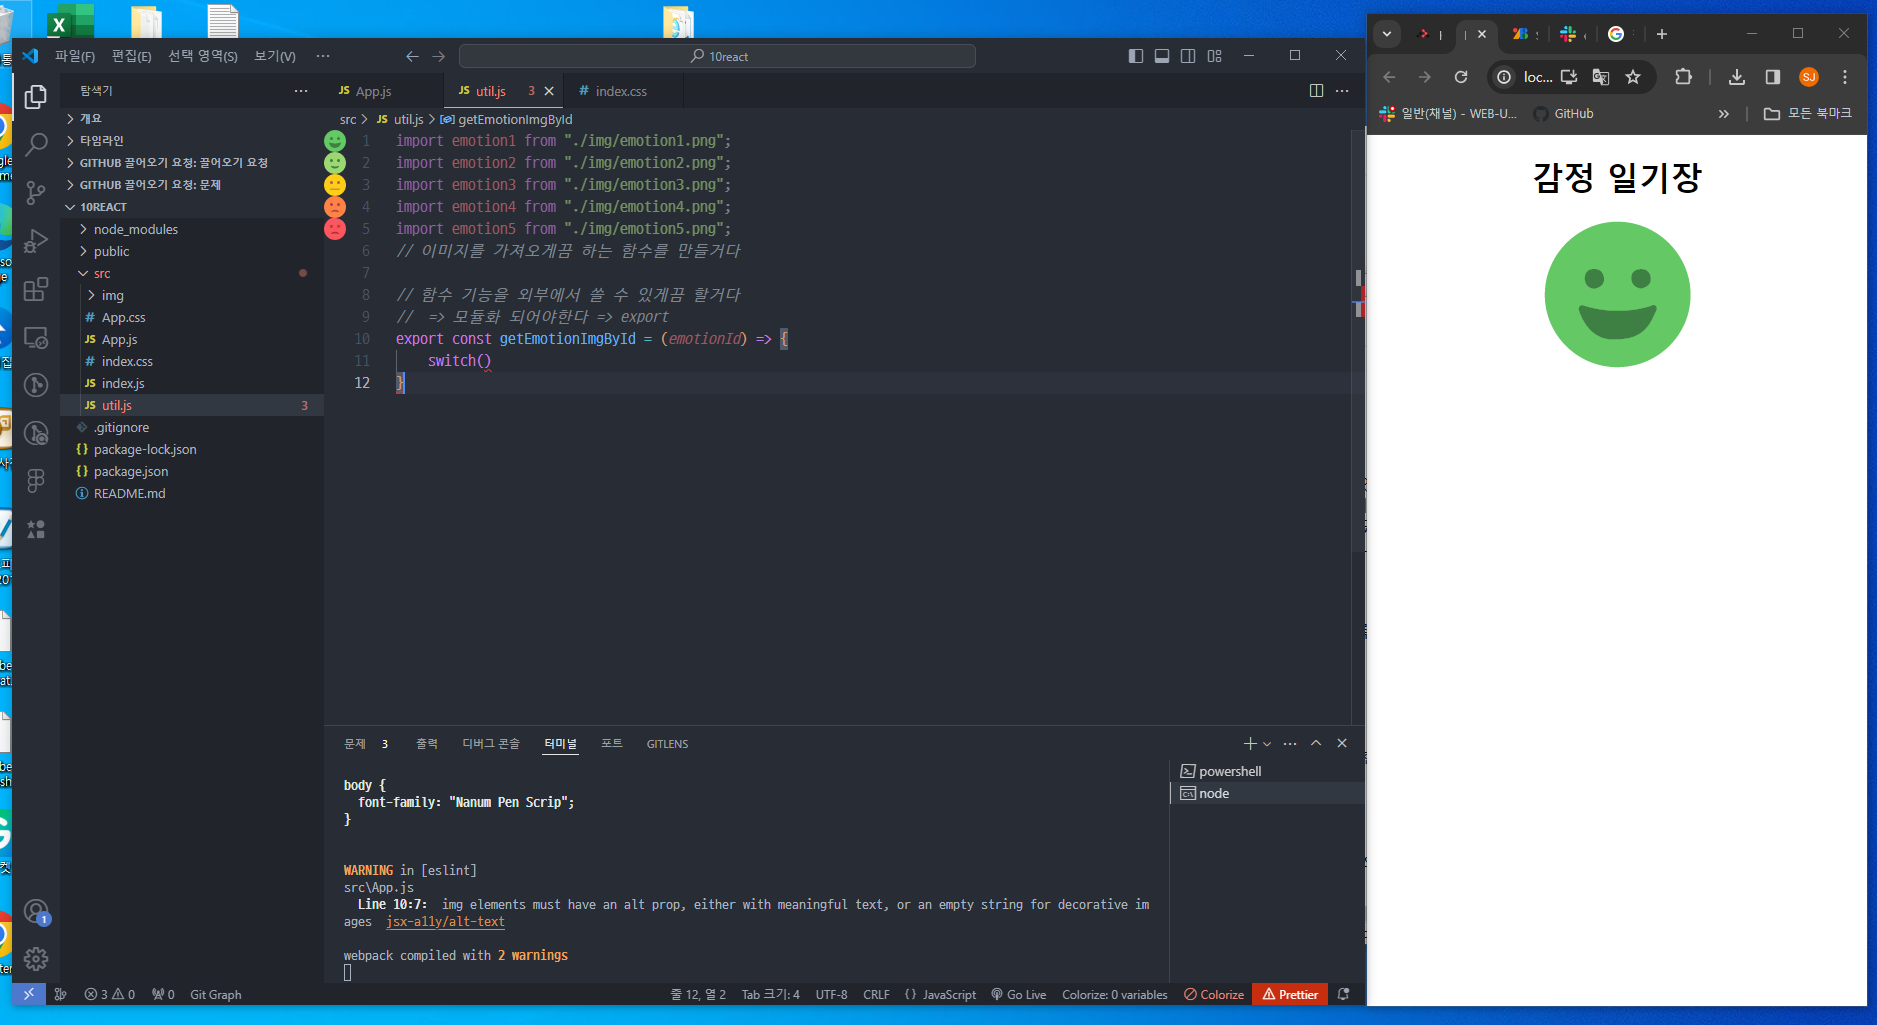 파일(F) 편집(E) 선택 영역(S) 보기(V) ··· 10react
탐색기
개요
타임라인
GITHUB 끌어오기 요청: 끌어오기 요청
GITHUB 끌어오기 요청: 문제
10REACT
node_modules
public
src
img
# App.css
JS App.js
# index.css
JS index.js
JS util.js 3
.gitignore
{} package-lock.json
{} package.json
README.md
JS App.js JS util.js 3 # index.css
src > JS util.js > getEmotionImgById
1 import emotion1 from "./img/emotion1.png";
2 import emotion2 from "./img/emotion2.png";
3 import emotion3 from "./img/emotion3.png";
4 import emotion4 from "./img/emotion4.png";
5 import emotion5 from "./img/emotion5.png";
6 // 이미지를 가져오게끔 하는 함수를 만들거다
7
8 // 함수 기능을 외부에서 쓸 수 있게끔 할거다
9 // => 모듈화 되어야한다 => export
10 export const getEmotionImgById = (emotionId) => {
11 switch()
12 }
문제 3 출력 디버그 콘솔 터미널 포트 GITLENS
body {
font-family: "Nanum Pen Scrip";
}
WARNING in [eslint]
src\App.js
Line 10:7: img elements must have an alt prop, either with meaningful text, or an empty string for decorative im
ages jsx-a11y/alt-text
webpack compiled with 2 warnings
powershell
node
1
3 0 0 Git Graph 줄 12, 열 2 Tab 크기: 4 UTF-8 CRLF {} JavaScript Go Live Colorize: 0 variables Colorize Prettier
loc... SJ
일반(채널) - WEB-U... GitHub » 모든 북마크
감정 일기장